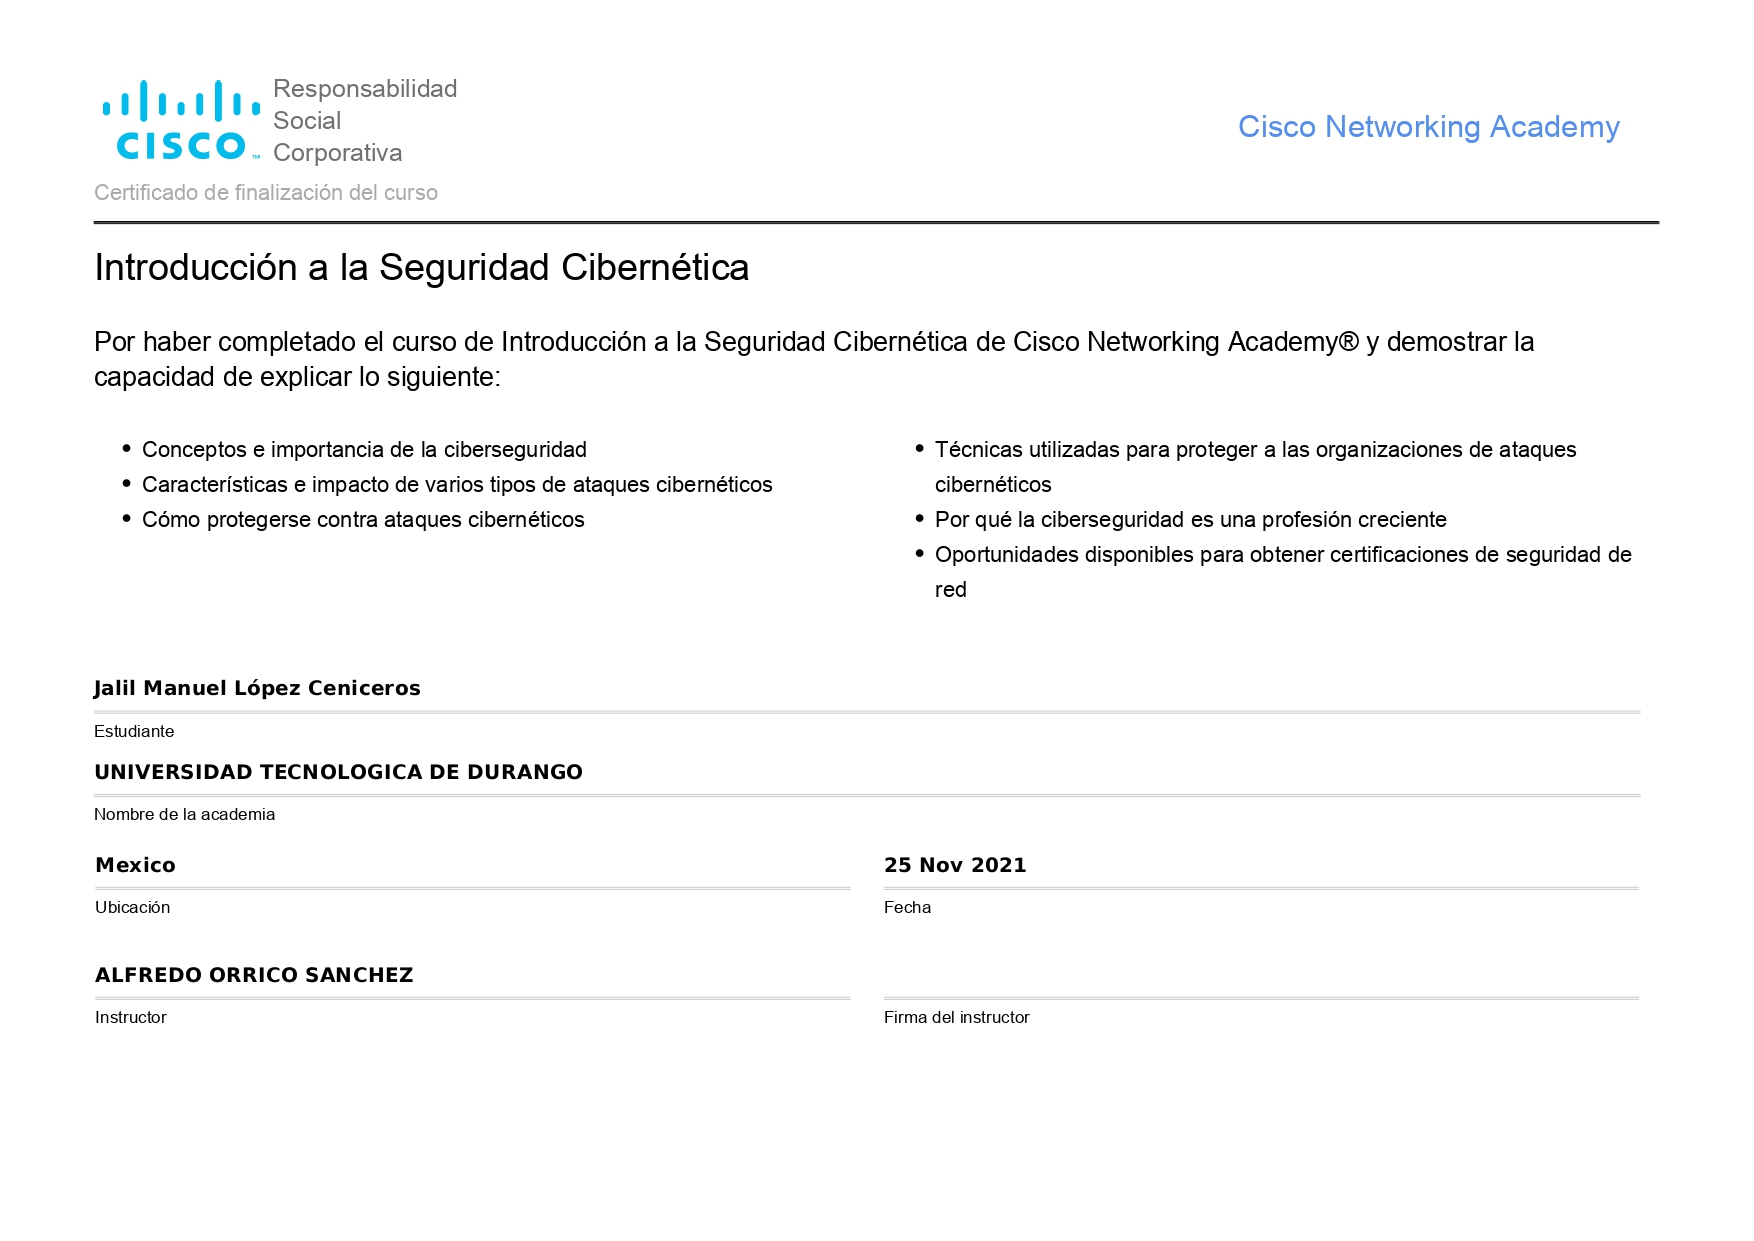 CISCO™
Responsabilidad
Social
Corporativa
Cisco Networking Academy
Certificado de finalización del curso
Introducción a la Seguridad Cibernética
Por haber completado el curso de Introducción a la Seguridad Cibernética de Cisco Networking Academy® y demostrar la
capacidad de explicar lo siguiente:
• Conceptos e importancia de la ciberseguridad
• Características e impacto de varios tipos de ataques cibernéticos
• Cómo protegerse contra ataques cibernéticos
• Técnicas utilizadas para proteger a las organizaciones de ataques
cibernéticos
• Por qué la ciberseguridad es una profesión creciente
• Oportunidades disponibles para obtener certificaciones de seguridad de
red
Jalil Manuel López Ceniceros
Estudiante
UNIVERSIDAD TECNOLOGICA DE DURANGO
Nombre de la academia
Mexico
Ubicación
25 Nov 2021
Fecha
ALFREDO ORRICO SANCHEZ
Instructor
Firma del instructor